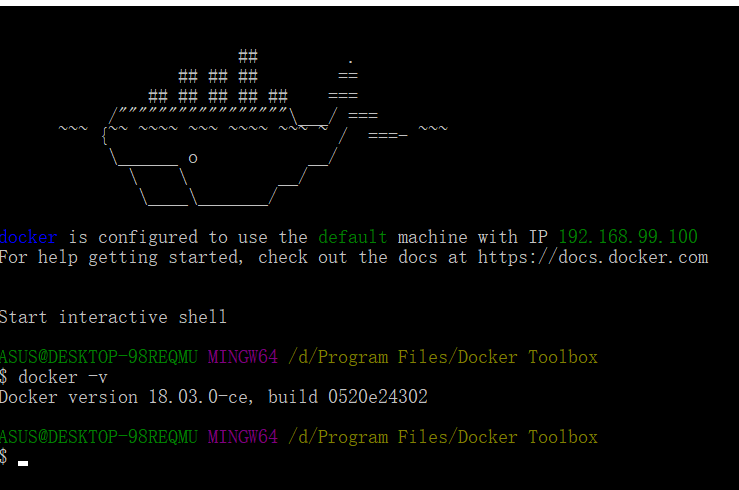 ##         .
                  ## ## ##        ==
               ## ## ## ## ##    ===
           /"""""""""""""""""\___/ ===
      ~~~ {~~ ~~~~ ~~~ ~~~~ ~~~ ~ /  ===- ~~~
           \______ o           __/
             \    \         __/
              \____\_______/
docker is configured to use the default machine with IP 192.168.99.100
For help getting started, check out the docs at https://docs.docker.com
Start interactive shell
ASUS@DESKTOP-98REQMU MINGW64 /d/Program Files/Docker Toolbox
$ docker -v
Docker version 18.03.0-ce, build 0520e24302
ASUS@DESKTOP-98REQMU MINGW64 /d/Program Files/Docker Toolbox
$